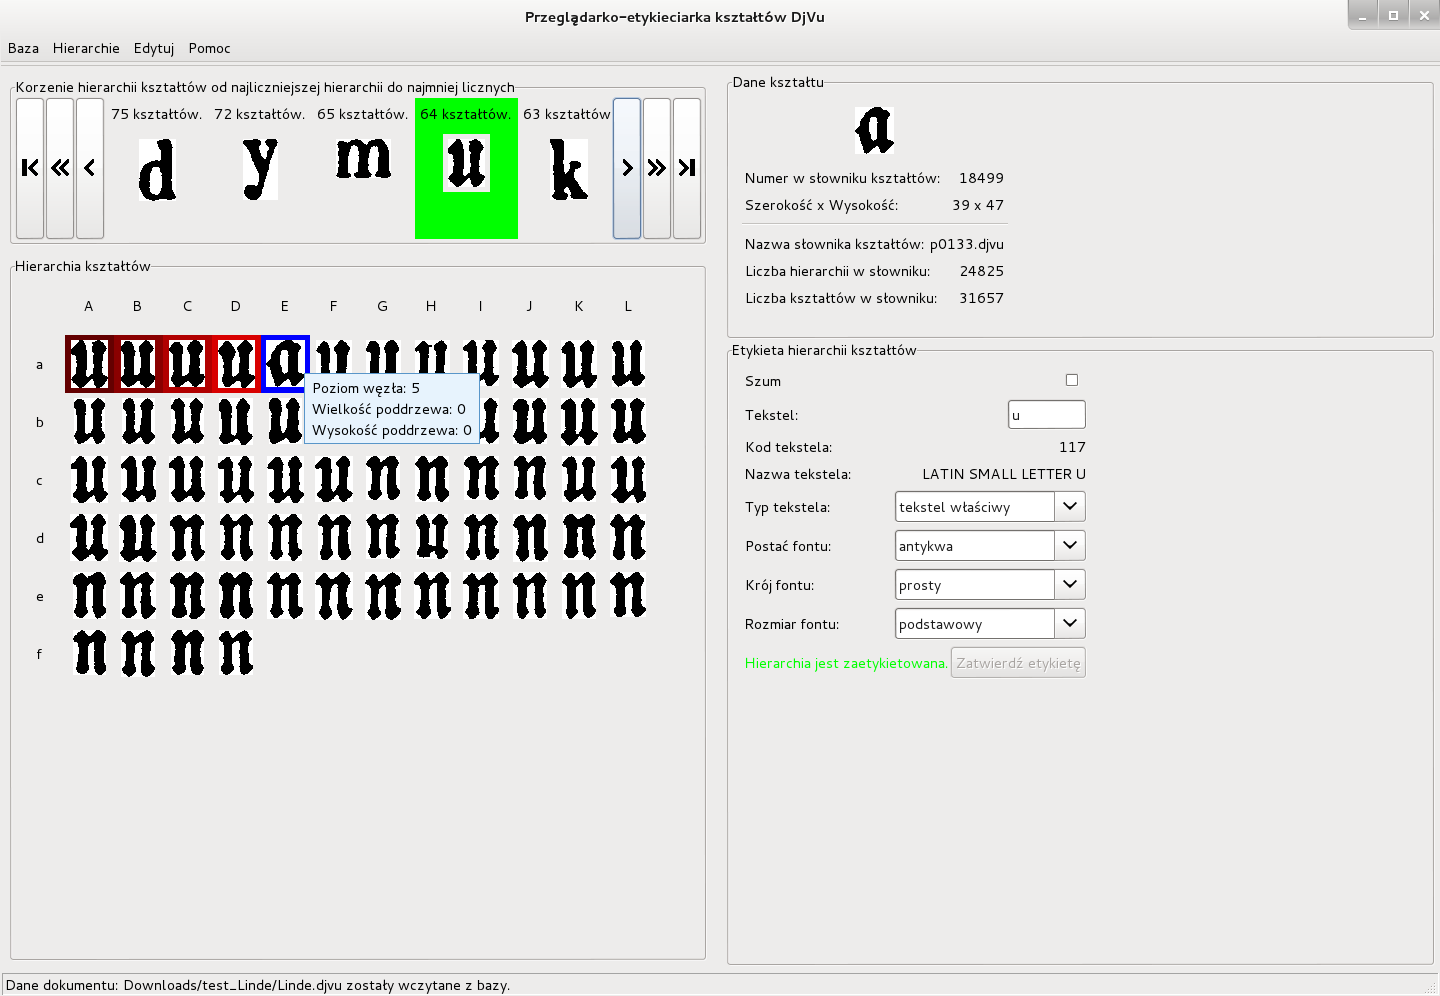 Przeglądarko-etykieciarka kształtów DjVu
Baza Hierarchie Edytuj Pomoc
Korzenie hierarchii kształtów od najliczniejszej hierarchii do najmniej licznych
75 kształtów. 72 kształtów. 65 kształtów. 64 kształtów. 63 kształtów
d y m u k
Hierarchia kształtów
A B C D E F G H I J K L
a u u u u a u u u u u u u
Poziom węzła: 5
Wielkość poddrzewa: 0
Wysokość poddrzewa: 0
b u u u u u u u u u
c u u u u u u n n n n u u
d u u n n n n n u n n n n
e n n n n n n n n n n n n
f n n n n
Dane kształtu
a
Numer w słowniku kształtów: 18499
Szerokość x Wysokość: 39 x 47
Nazwa słownika kształtów: p0133.djvu
Liczba hierarchii w słowniku: 24825
Liczba kształtów w słowniku: 31657
Etykieta hierarchii kształtów
Szum
Tekstel: u
Kod tekstela: 117
Nazwa tekstela: LATIN SMALL LETTER U
Typ tekstela: tekstel właściwy
Postać fontu: antykwa
Krój fontu: prosty
Rozmiar fontu: podstawowy
Hierarchia jest zaetykietowana. Zatwierdź etykietę
Dane dokumentu: Downloads/test_Linde/Linde.djvu zostały wczytane z bazy.